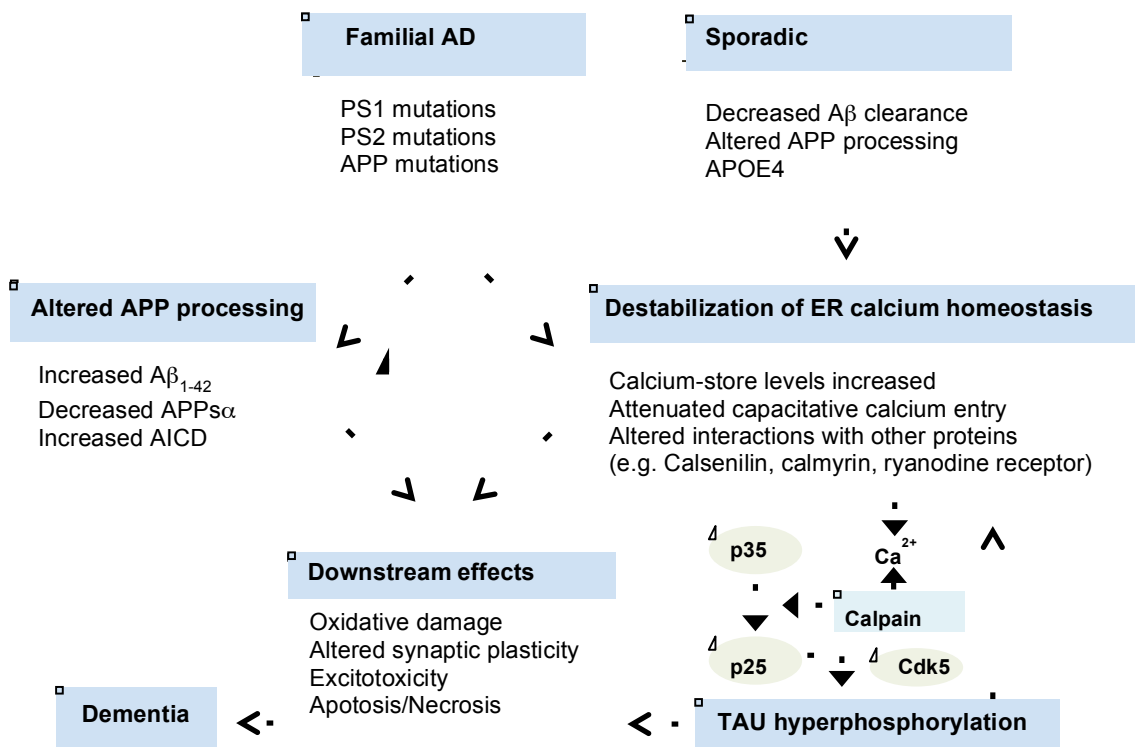 Familial AD
PS1 mutations
PS2 mutations
APP mutations
Sporadic
Decreased Aβ clearance
Altered APP processing
APOE4
Altered APP processing
Increased Aβ1-42
Decreased APPsα
Increased AICD
Destabilization of ER calcium homeostasis
Calcium-store levels increased
Attenuated capacitative calcium entry
Altered interactions with other proteins
(e.g. Calsenilin, calmyrin, ryanodine receptor)
p35
Ca2+
Calpain
p25
Cdk5
Downstream effects
Oxidative damage
Altered synaptic plasticity
Excitotoxicity
Apotosis/Necrosis
Dementia
TAU hyperphosphorylation